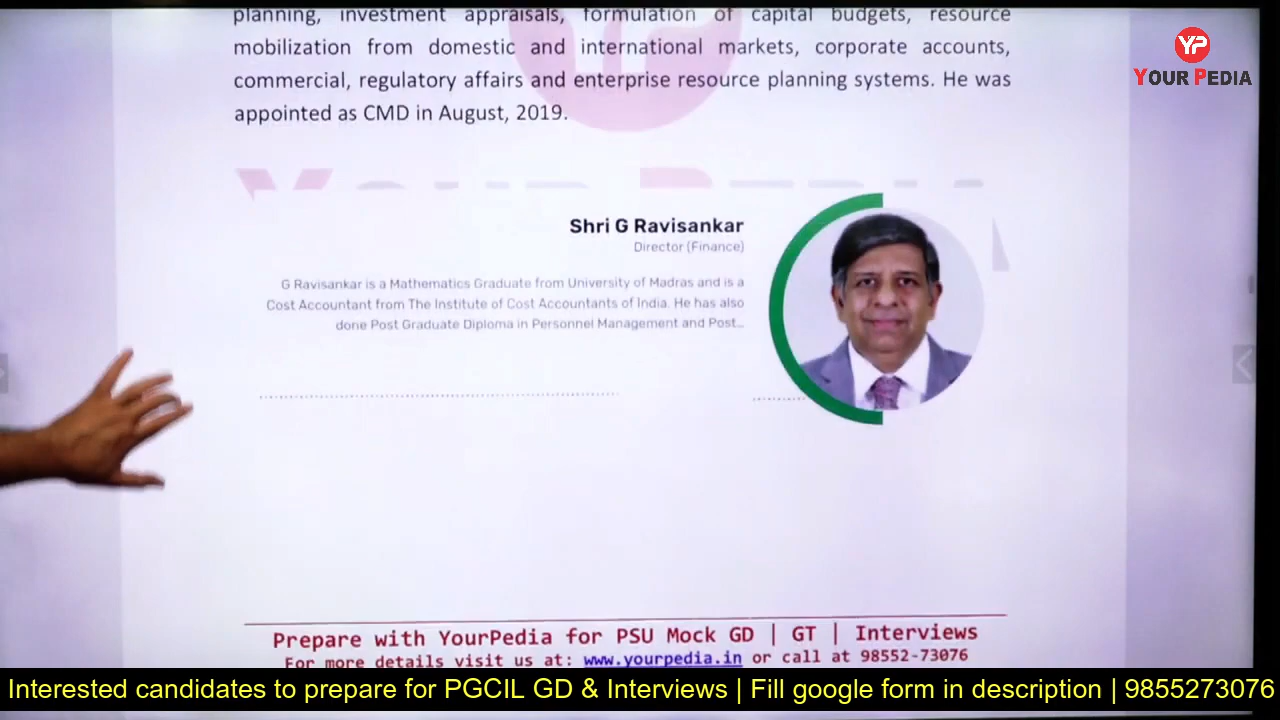 planning, investment appraisals, formulation of capital budgets, resource
mobilization from domestic and international markets, corporate accounts,
commercial, regulatory affairs and enterprise resource planning systems. He was
appointed as CMD in August, 2019.
YP
YOUR PEDIA
YOUR PEDIA
Shri G Ravisankar
Director (Finance)
G Ravisankar is a Mathematics Graduate from University of Madras and is a
Cost Accountant from The Institute of Cost Accountants of India. He has also
done Post Graduate Diploma in Personnel Management and Post...
Prepare with YourPedia for PSU Mock GD | GT | Interviews
For more details visit us at: www.yourpedia.in or call at 98552-73076
Interested candidates to prepare for PGCIL GD & Interviews | Fill google form in description | 9855273076